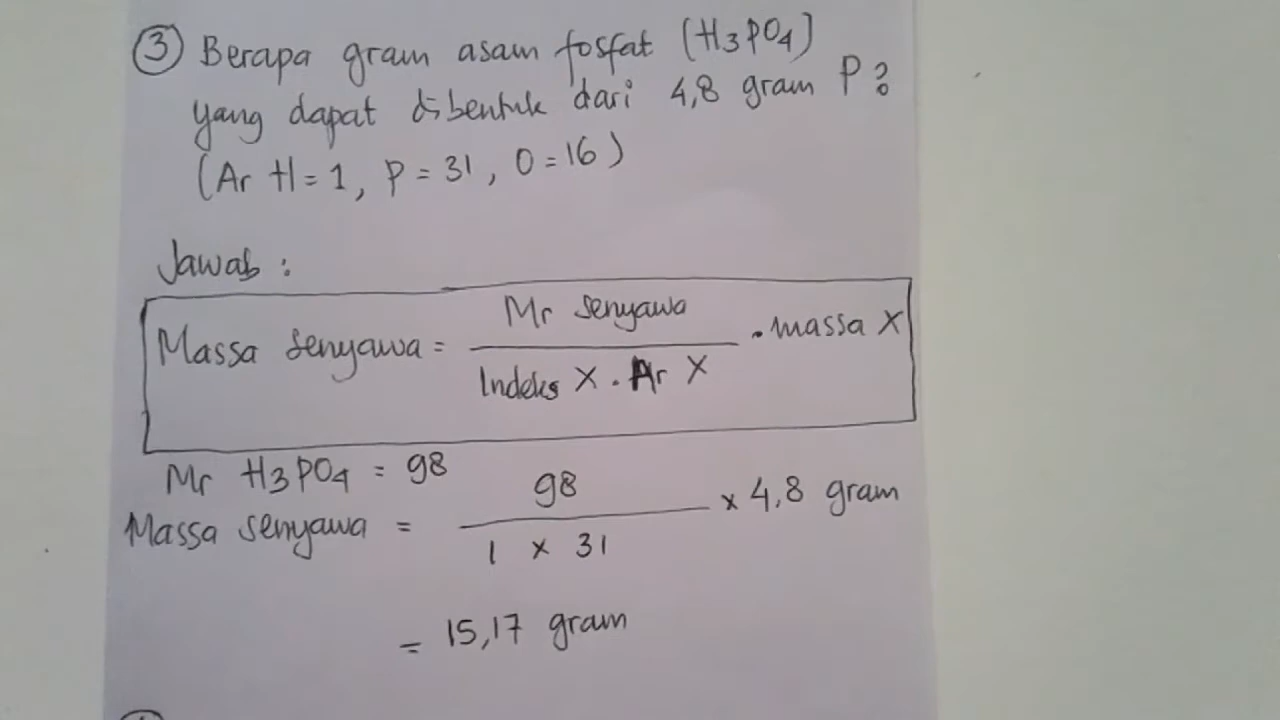 ③ Berapa gram asam fosfat (H₃PO₄)
yang dapat dibentuk dari 4,8 gram P?
(Ar H = 1, P = 31, O = 16)
Jawab :
Massa senyawa = Mr senyawa / Indeks X . Ar X . massa X
Mr H₃PO₄ = 98
Massa senyawa = 98 / 1 x 31 x 4,8 gram
= 15,17 gram